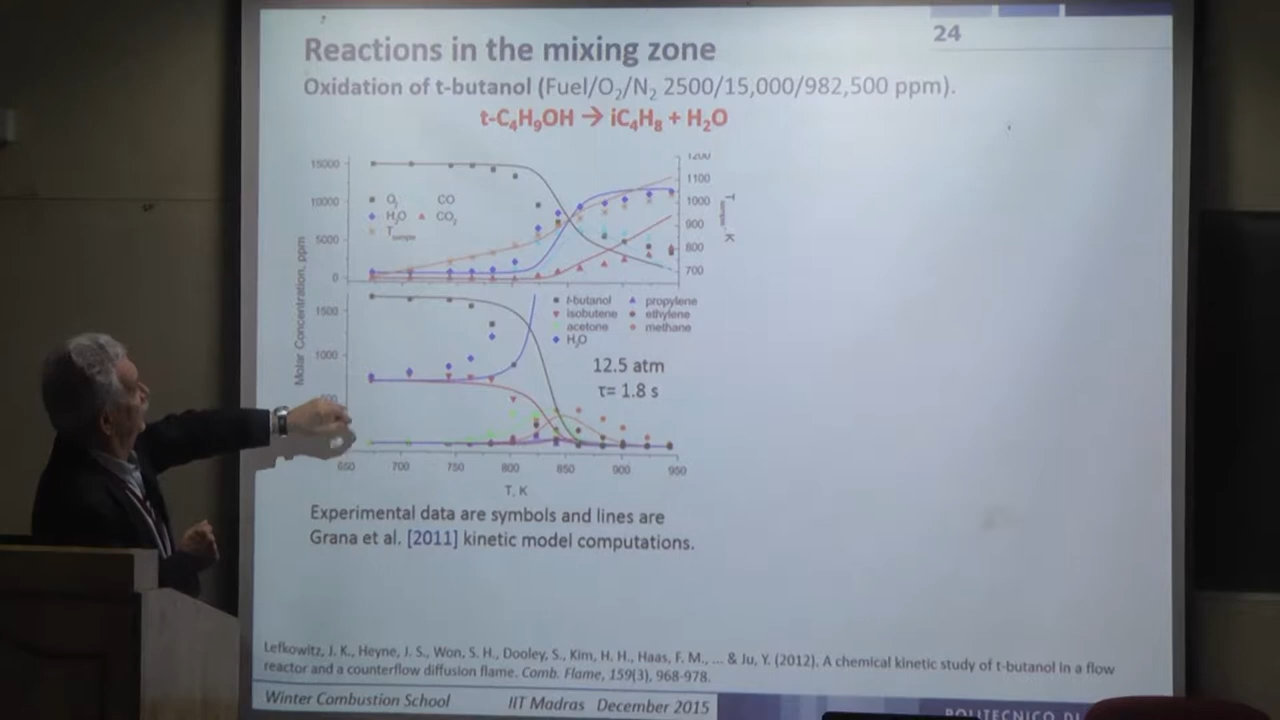 24
Reactions in the mixing zone
Oxidation of t-butanol (Fuel/O₂/N₂ 2500/15,000/982,500 ppm).
t-C₄H₉OH → iC₄H₈ + H₂O
15000
10000
5000
0
1200
1100
1000
900
800
700
O₂ CO
H₂O CO₂
Molar Concentration, ppm
1500
1000
t-butanol propylene
isobutene ethylene
acetone methane
H₂O
12.5 atm
τ= 1.8 s
650 700 750 800 850 900 950
T, K
Experimental data are symbols and lines are
Grana et al. [2011] kinetic model computations.
Lefkowitz, J. K., Heyne, J. S., Won, S. H., Dooley, S., Kim, H. H., Haas, F. M., ... & Ju, Y. (2012). A chemical kinetic study of t-butanol in a flow
reactor and a counterflow diffusion flame. Comb. Flame, 159(3), 968-978.
Winter Combustion School IIT Madras December 2015
POLITECNICO